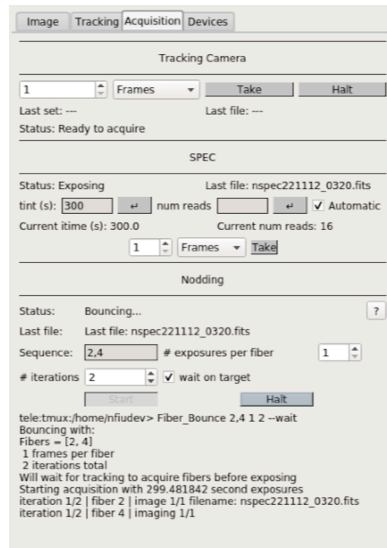 Image Tracking Acquisition Devices
Tracking Camera
1 Frames Take Halt
Last set: --- Last file: ---
Status: Ready to acquire
SPEC
Status: Exposing Last file: nspec221112_0320.fits
tint (s): 300 ↵ num reads ↵ Automatic
Current itime (s): 300.0 Current num reads: 16
1 Frames Take
Nodding
Status: Bouncing... ?
Last file: Last file: nspec221112_0320.fits
Sequence: 2,4 # exposures per fiber 1
# iterations 2 wait on target
Start Halt
tele:tmux:/home/nfiudev> Fiber_Bounce 2,4 1 2 --wait
Bouncing with:
Fibers = [2, 4]
1 frames per fiber
2 iterations total
Will wait for tracking to acquire fibers before exposing
Starting acquisition with 299.481842 second exposures
iteration 1/2 | fiber 2 | image 1/1 filename: nspec221112_0320.fits
iteration 1/2 | fiber 4 | imaging 1/1